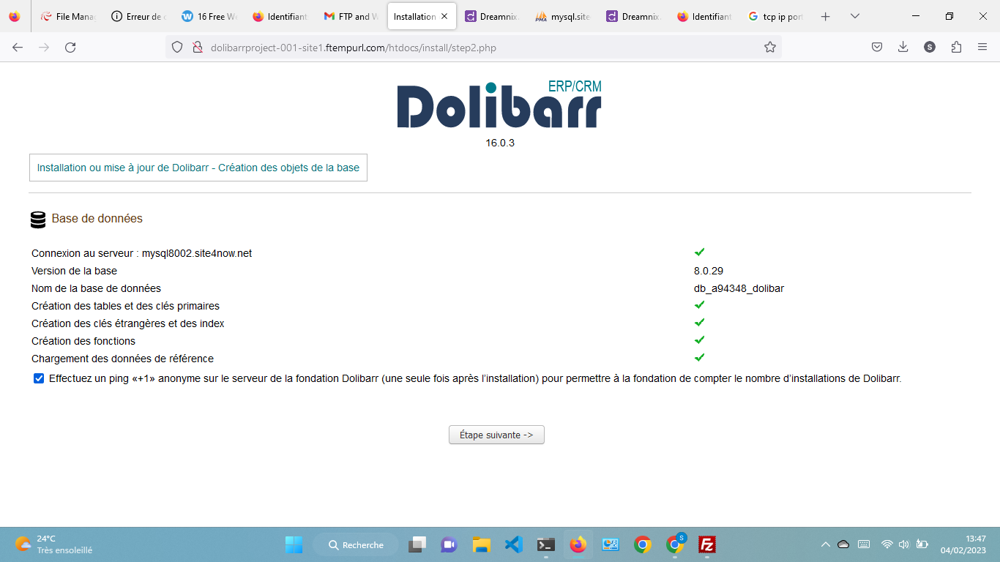 File Mana
Erreur de c
16 Free We
Identifiant
FTP and W
Installation
Dreamnix.
mysql.site
Dreamnix.
Identifiant
tcp ip port
dolibarrproject-001-site1.ftempurl.com/htdocs/install/step2.php
S
Dolibarr ERP/CRM
16.0.3
Installation ou mise à jour de Dolibarr - Création des objets de la base
Base de données
Connexion au serveur : mysql8002.site4now.net
Version de la base 8.0.29
Nom de la base de données db_a94348_dolibar
Création des tables et des clés primaires
Création des clés étrangères et des index
Création des fonctions
Chargement des données de référence
Effectuez un ping «+1» anonyme sur le serveur de la fondation Dolibarr (une seule fois après l’installation) pour permettre à la fondation de compter le nombre d’installations de Dolibarr.
Étape suivante ->
24°C
Très ensoleillé
Recherche
S
13:47
04/02/2023